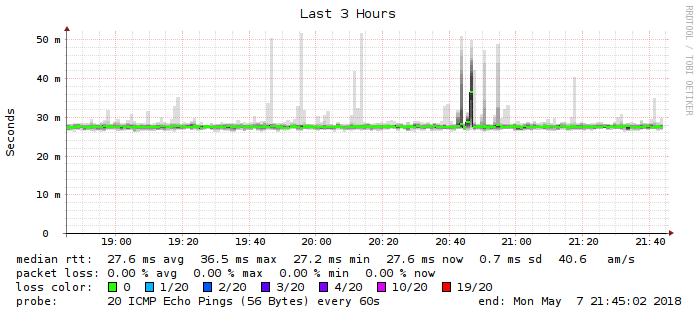 Last 3 Hours
RRDTOOL / TOBI OETIKER
Seconds
50 m
40 m
30 m
20 m
10 m
0
19:00 19:20 19:40 20:00 20:20 20:40 21:00 21:20 21:40
median rtt: 27.6 ms avg 36.5 ms max 27.2 ms min 27.6 ms now 0.7 ms sd 40.6 am/s
packet loss: 0.00 % avg 0.00 % max 0.00 % min 0.00 % now
loss color: 0 1/20 2/20 3/20 4/20 10/20 19/20
probe: 20 ICMP Echo Pings (56 Bytes) every 60s end: Mon May 7 21:45:02 2018